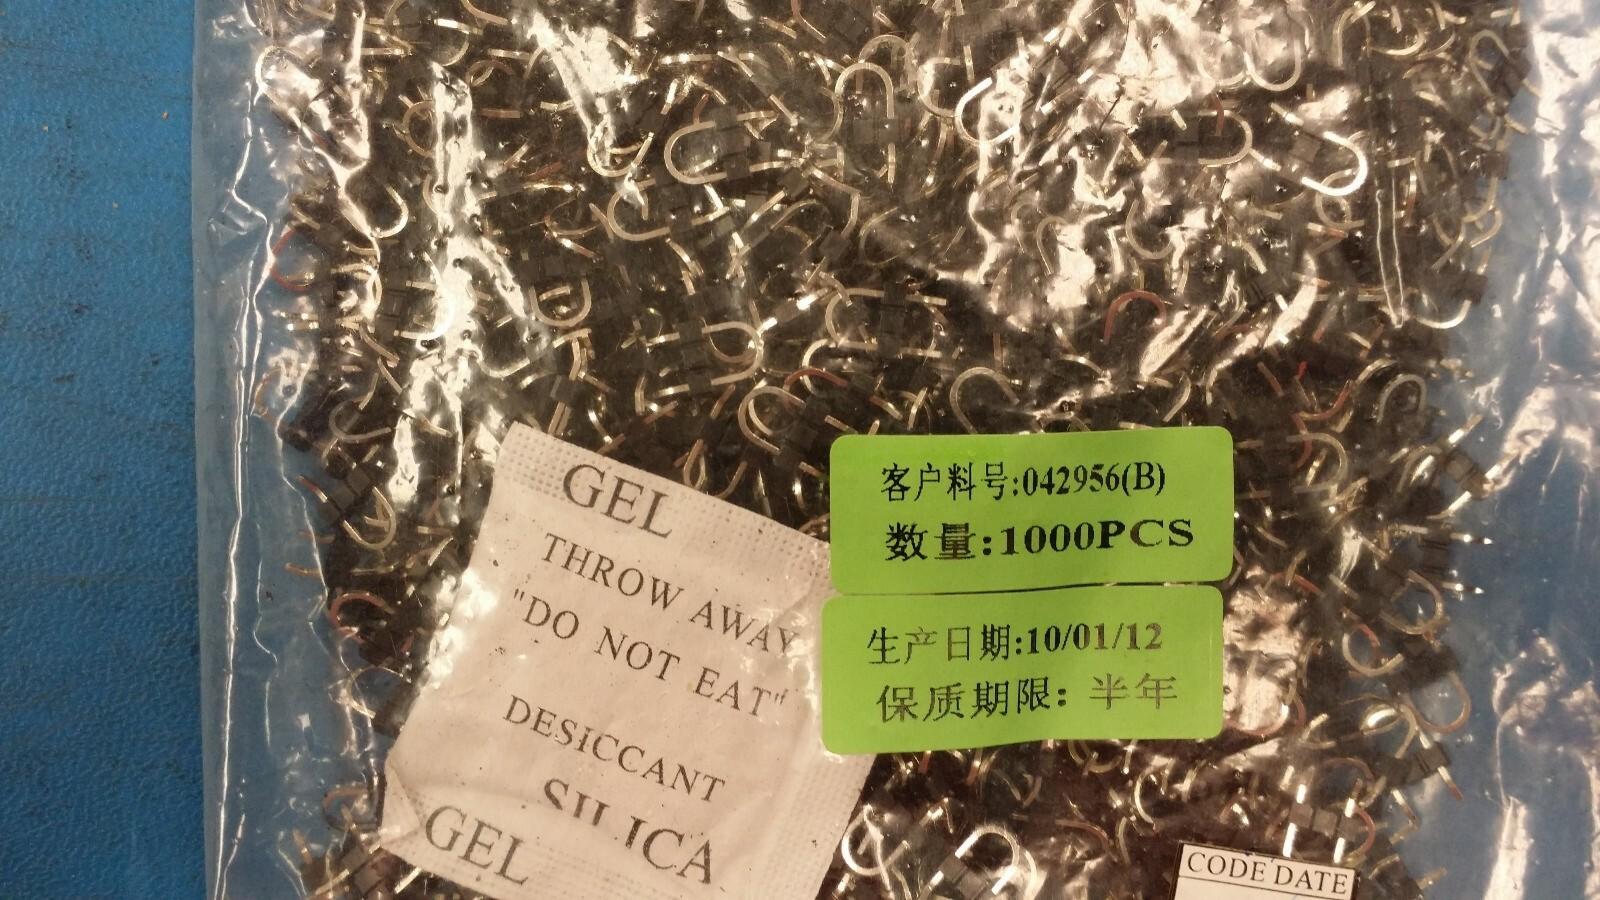 GEL
THROW AWAY
"DO NOT EAT"
DESICCANT
SILICA
GEL
客户料号:042956(B)
数量:1000PCS
生产日期:10/01/12
保质期限: 半年
CODE DATE